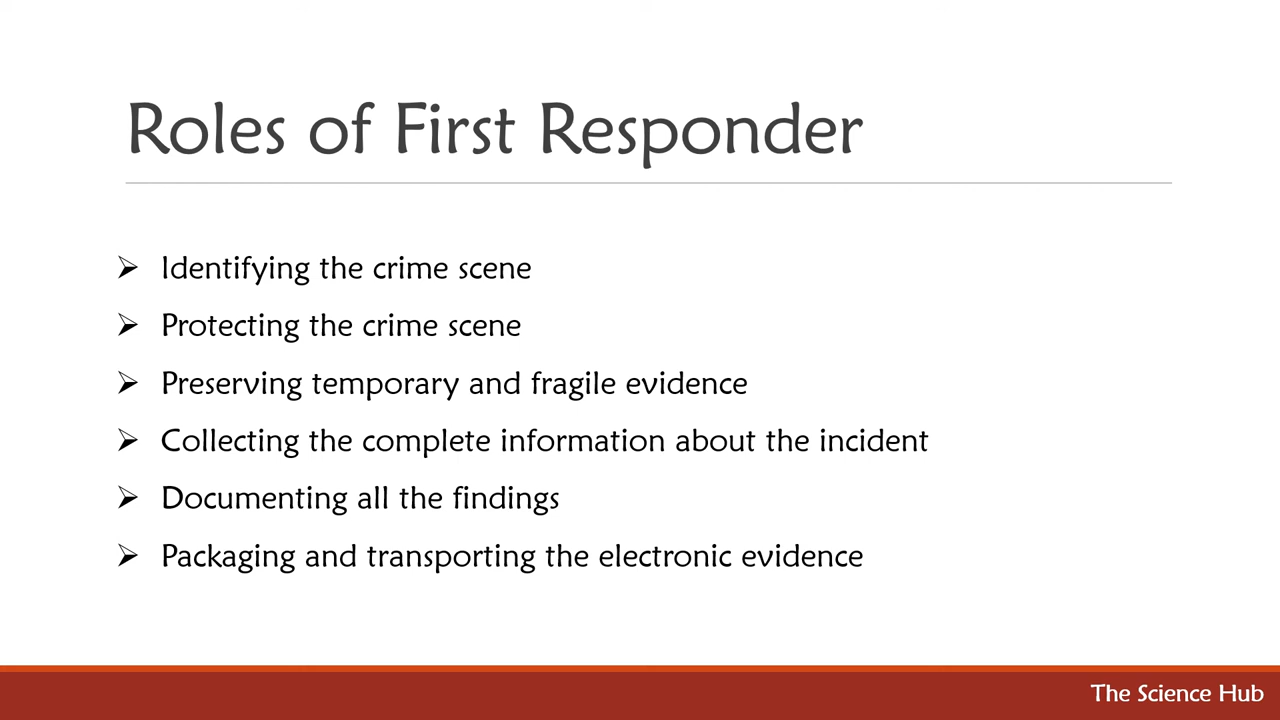 Roles of First Responder
➢ Identifying the crime scene
➢ Protecting the crime scene
➢ Preserving temporary and fragile evidence
➢ Collecting the complete information about the incident
➢ Documenting all the findings
➢ Packaging and transporting the electronic evidence
The Science Hub